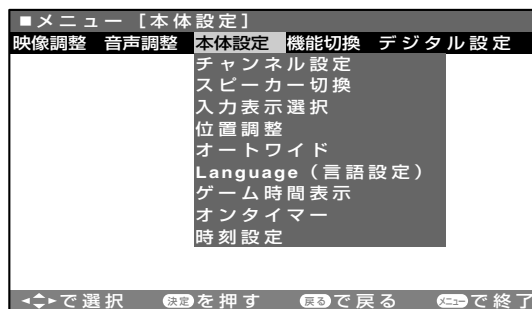 ■メニュー [本体設定]
映像調整 音声調整 本体設定 機能切換 デジタル設定
チャンネル設定
スピーカー切換
入力表示選択
位置調整
オートワイド
Language(言語設定)
ゲーム時間表示
オンタイマー
時刻設定
で選択 決定を押す 戻るで戻る メニューで終了